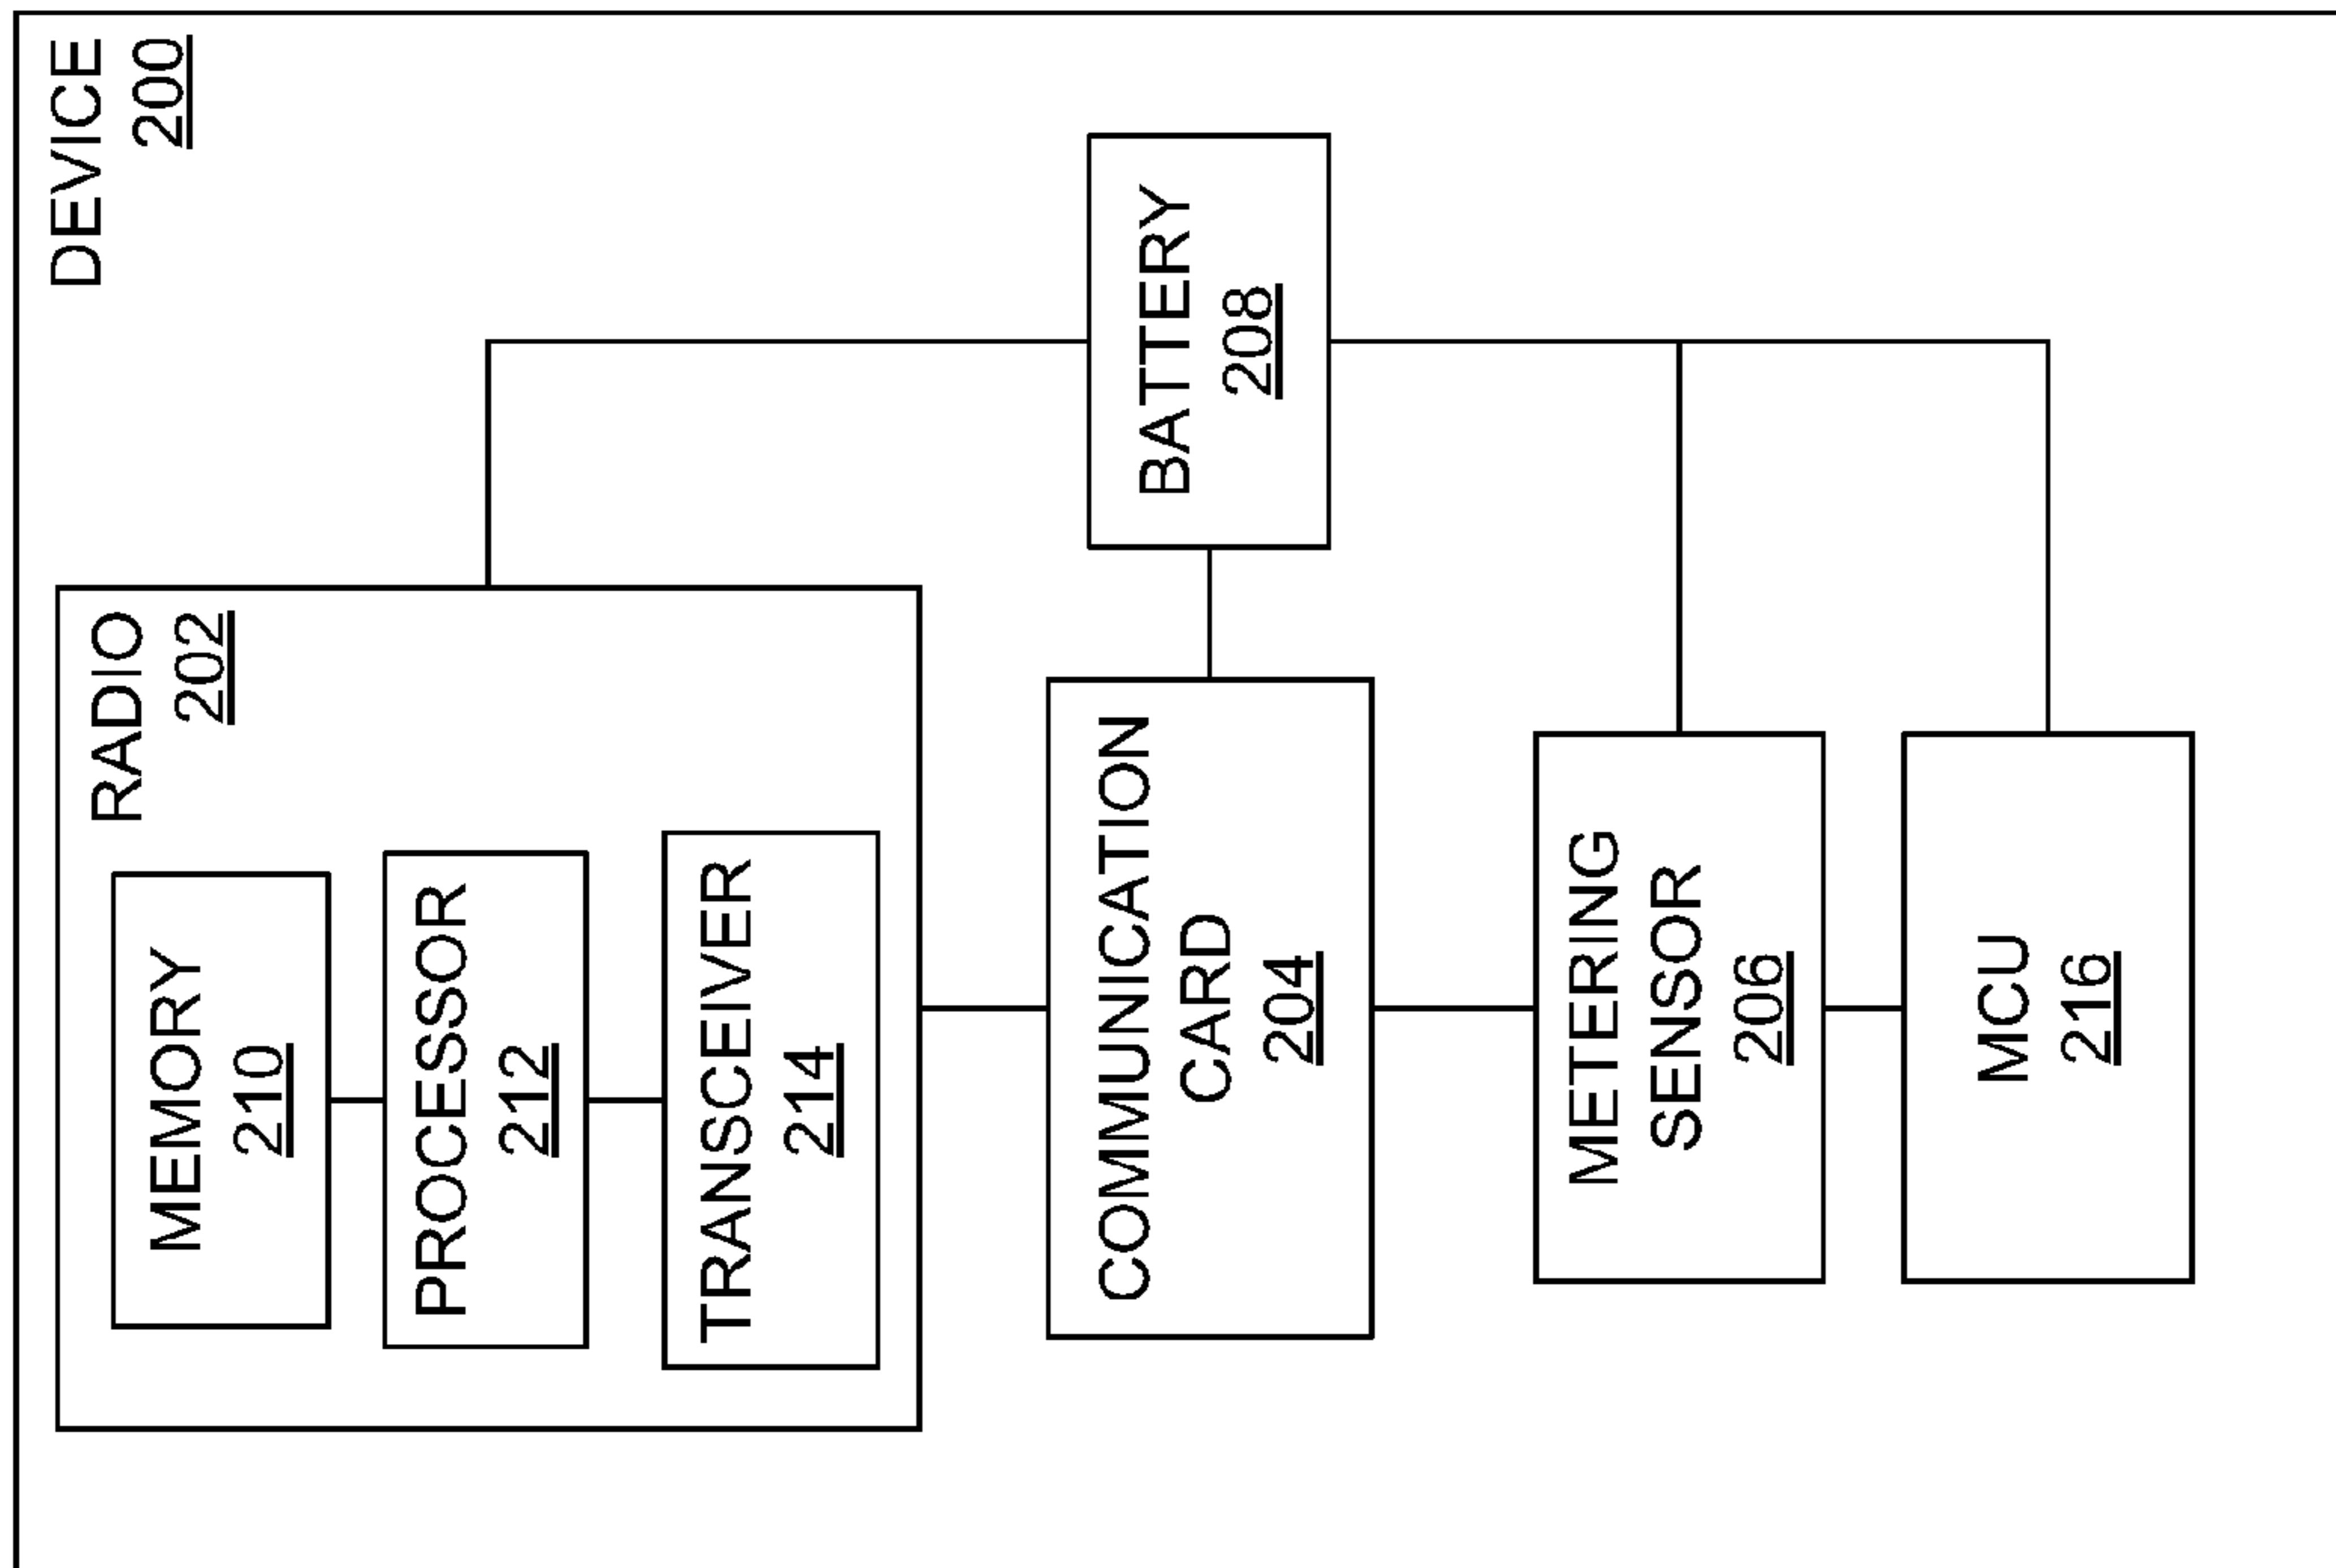 DEVICE
200
RADIO
202
MEMORY
210
PROCESSOR
212
TRANSCEIVER
214
BATTERY
208
COMMUNICATION
CARD
204
METERING
SENSOR
206
MCU
216